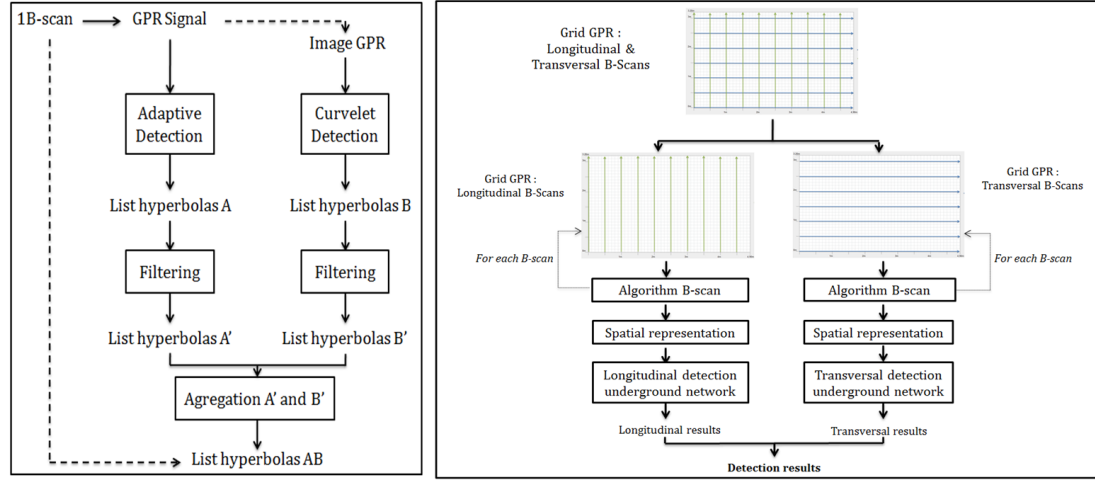 1B-scan
GPR Signal
Image GPR
Adaptive
Detection
Curvelet
Detection
List hyperbolas A
List hyperbolas B
Filtering
Filtering
List hyperbolas A’
List hyperbolas B’
Agregation A’ and B’
List hyperbolas AB
Grid GPR :
Longitudinal &
Transversal B-Scans
Grid GPR :
Longitudinal B-Scans
Grid GPR :
Transversal B-Scans
For each B-scan
For each B-scan
Algorithm B-scan
Algorithm B-scan
Spatial representation
Spatial representation
Longitudinal detection
underground network
Transversal detection
underground network
Longitudinal results
Transversal results
Detection results